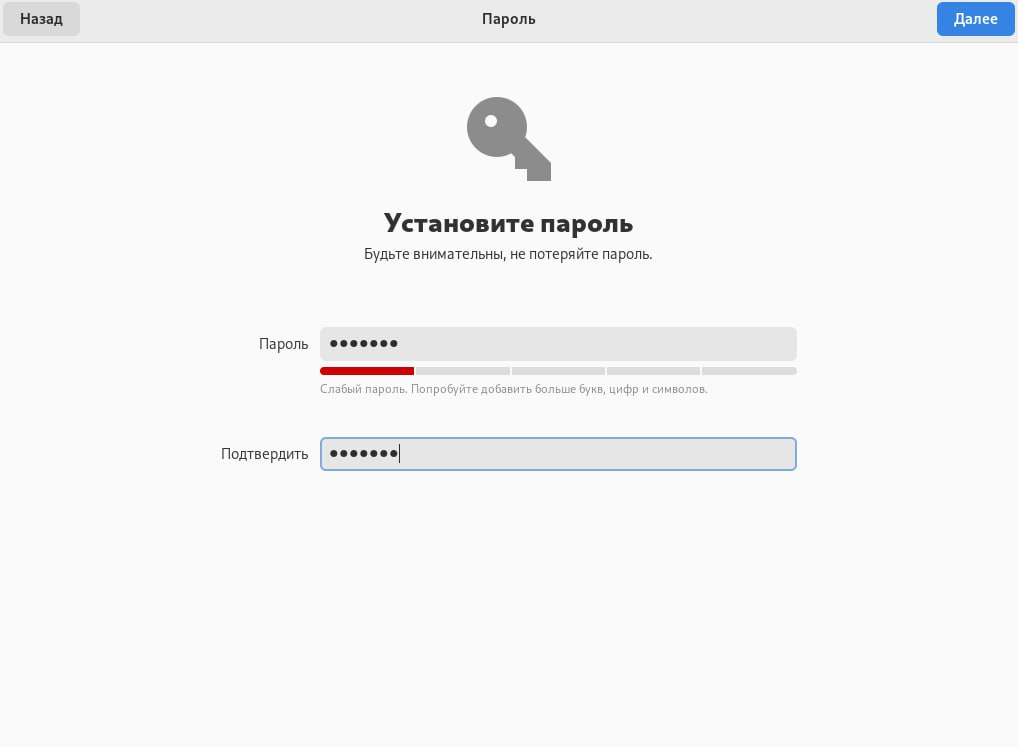 Назад
Пароль
Далее
Установите пароль
Будьте внимательны, не потеряйте пароль.
Пароль
●●●●●●●
Слабый пароль. Попробуйте добавить больше букв, цифр и символов.
Подтвердить
●●●●●●●